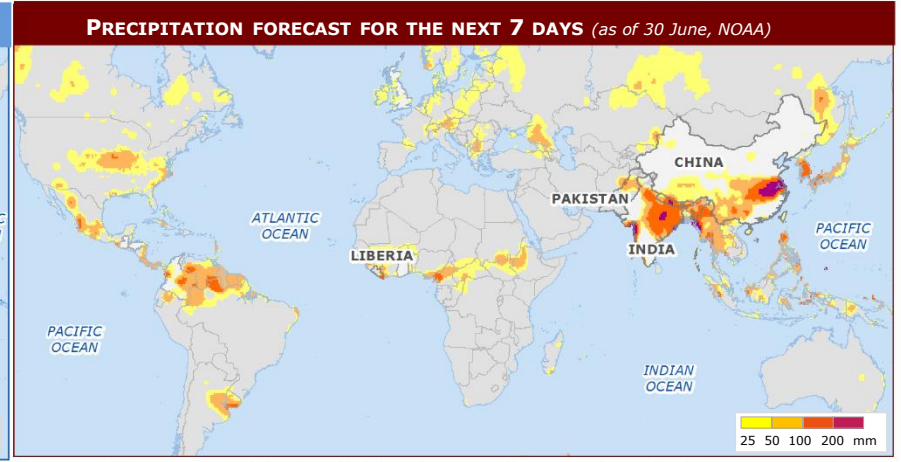 PRECIPITATION FORECAST FOR THE NEXT 7 DAYS (as of 30 June, NOAA)
CHINA
PAKISTAN
ATLANTIC
OCEAN
PACIFIC
OCEAN
LIBERIA
INDIA
PACIFIC
OCEAN
INDIAN
OCEAN
25 50 100 200 mm